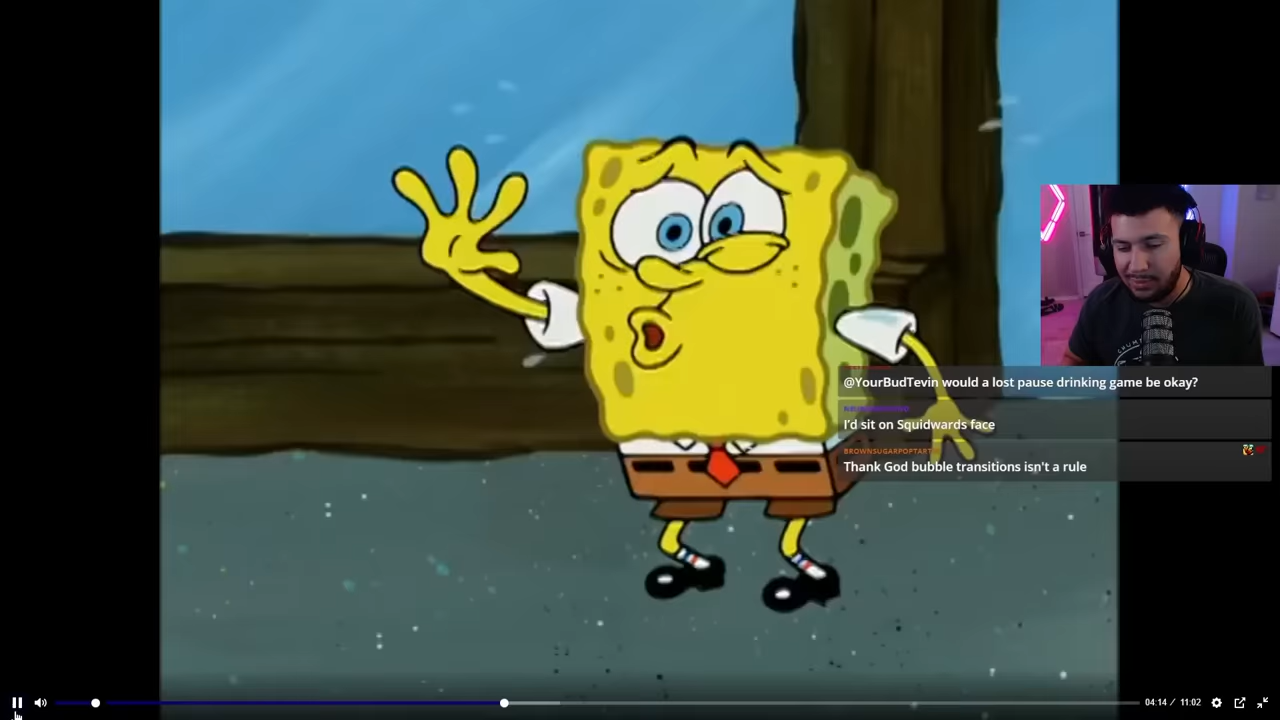 @YourBudTevin would a lost pause drinking game be okay?
I'd sit on Squidwards face
BROWNSUGARPOPTART
Thank God bubble transitions isn't a rule
04:14 / 11:02